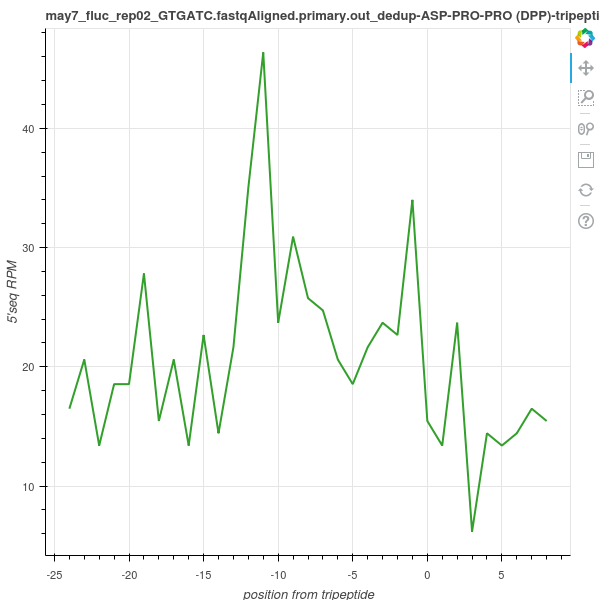 may7_fluc_rep02_GTGATC.fastqAligned.primary.out_dedup-ASP-PRO-PRO (DPP)-tripepti
40
30
20
10
5'seq RPM
-25 -20 -15 -10 -5 0 5
position from tripeptide